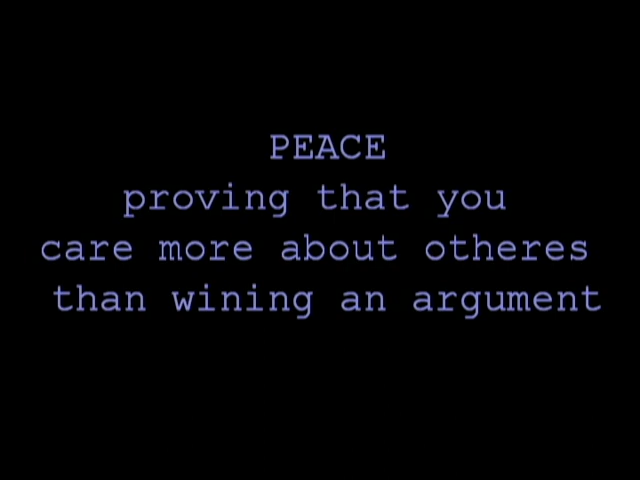 PEACE
proving that you
care more about otheres
than wining an argument